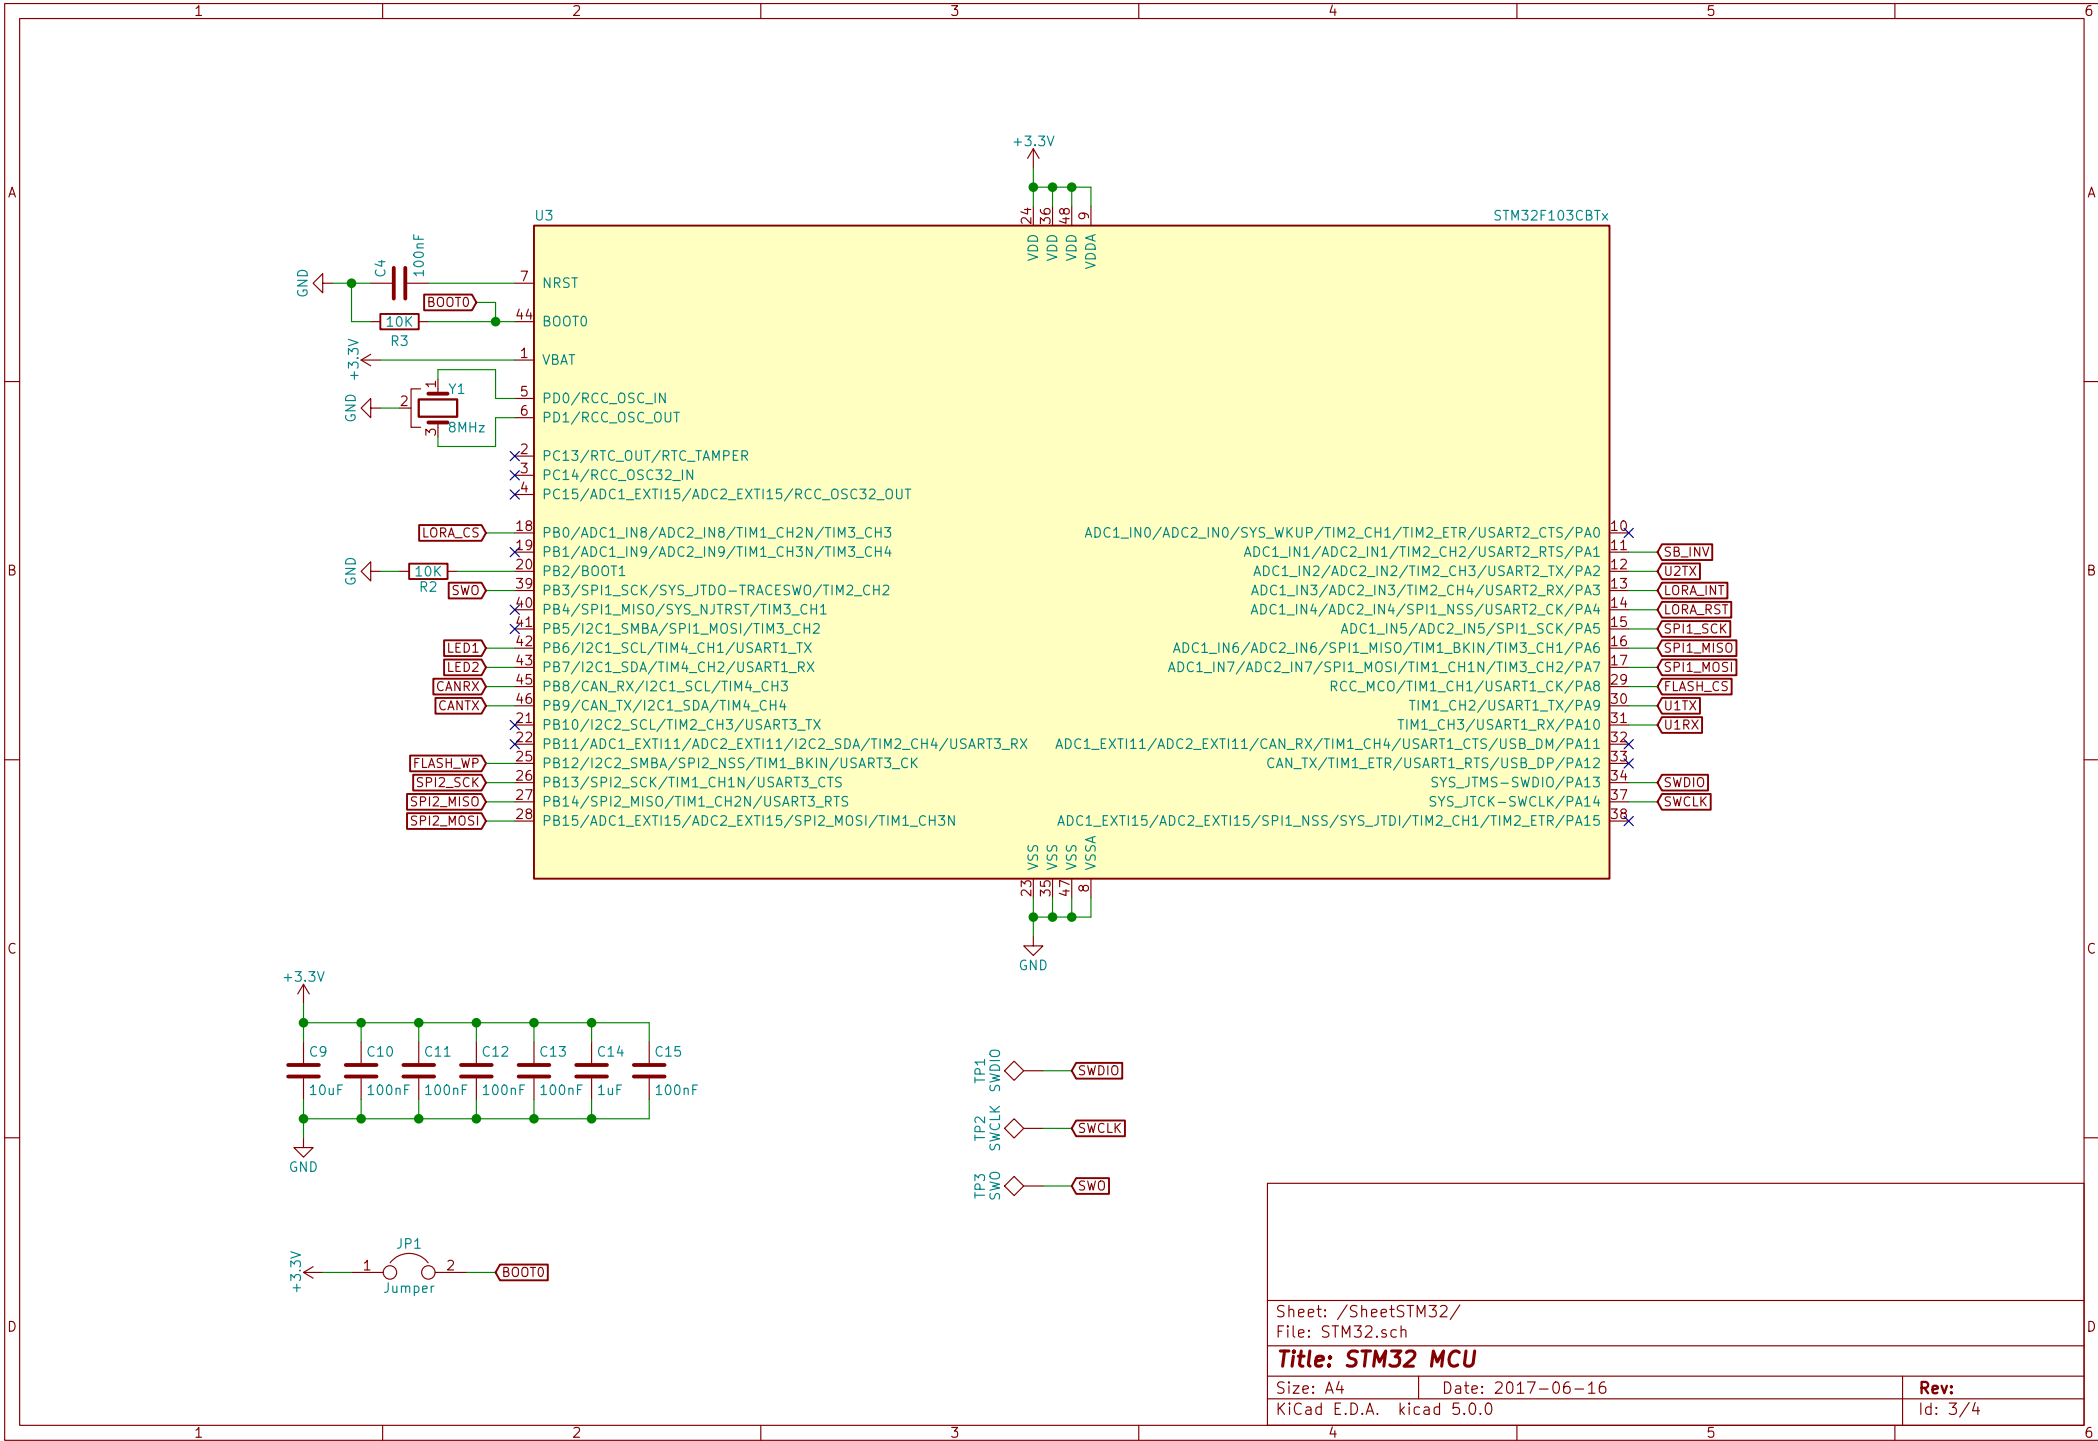 1 2 3 4 5 6
A
B
C
D
A
B
C
D
+3.3V
U3
STM32F103CBTx
24 36 48 9
VDD VDD VDD VDDA
GND
C4
100nF
7 NRST
BOOT0
10K
R3
44 BOOT0
+3.3V
1 VBAT
GND
1
2
3
Y1
8MHz
5 PD0/RCC_OSC_IN
6 PD1/RCC_OSC_OUT
2 PC13/RTC_OUT/RTC_TAMPER
3 PC14/RCC_OSC32_IN
4 PC15/ADC1_EXTI15/ADC2_EXTI15/RCC_OSC32_OUT
LORA_CS 18 PB0/ADC1_IN8/ADC2_IN8/TIM1_CH2N/TIM3_CH3
19 PB1/ADC1_IN9/ADC2_IN9/TIM1_CH3N/TIM3_CH4
GND 10K 20 PB2/BOOT1
R2
SWO 39 PB3/SPI1_SCK/SYS_JTDO-TRACESWO/TIM2_CH2
40 PB4/SPI1_MISO/SYS_NJTRST/TIM3_CH1
41 PB5/I2C1_SMBA/SPI1_MOSI/TIM3_CH2
LED1 42 PB6/I2C1_SCL/TIM4_CH1/USART1_TX
LED2 43 PB7/I2C1_SDA/TIM4_CH2/USART1_RX
CANRX 45 PB8/CAN_RX/I2C1_SCL/TIM4_CH3
CANTX 46 PB9/CAN_TX/I2C1_SDA/TIM4_CH4
21 PB10/I2C2_SCL/TIM2_CH3/USART3_TX
22 PB11/ADC1_EXTI11/ADC2_EXTI11/I2C2_SDA/TIM2_CH4/USART3_RX
FLASH_WP 25 PB12/I2C2_SMBA/SPI2_NSS/TIM1_BKIN/USART3_CK
SPI2_SCK 26 PB13/SPI2_SCK/TIM1_CH1N/USART3_CTS
SPI2_MISO 27 PB14/SPI2_MISO/TIM1_CH2N/USART3_RTS
SPI2_MOSI 28 PB15/ADC1_EXTI15/ADC2_EXTI15/SPI2_MOSI/TIM1_CH3N
ADC1_IN0/ADC2_IN0/SYS_WKUP/TIM2_CH1/TIM2_ETR/USART2_CTS/PA0 10
ADC1_IN1/ADC2_IN1/TIM2_CH2/USART2_RTS/PA1 11 SB_INV
ADC1_IN2/ADC2_IN2/TIM2_CH3/USART2_TX/PA2 12 U2TX
ADC1_IN3/ADC2_IN3/TIM2_CH4/USART2_RX/PA3 13 LORA_INT
ADC1_IN4/ADC2_IN4/SPI1_NSS/USART2_CK/PA4 14 LORA_RST
ADC1_IN5/ADC2_IN5/SPI1_SCK/PA5 15 SPI1_SCK
ADC1_IN6/ADC2_IN6/SPI1_MISO/TIM1_BKIN/TIM3_CH1/PA6 16 SPI1_MISO
ADC1_IN7/ADC2_IN7/SPI1_MOSI/TIM1_CH1N/TIM3_CH2/PA7 17 SPI1_MOSI
RCC_MCO/TIM1_CH1/USART1_CK/PA8 29 FLASH_CS
TIM1_CH2/USART1_TX/PA9 30 U1TX
TIM1_CH3/USART1_RX/PA10 31 U1RX
ADC1_EXTI11/ADC2_EXTI11/CAN_RX/TIM1_CH4/USART1_CTS/USB_DM/PA11 32
CAN_TX/TIM1_ETR/USART1_RTS/USB_DP/PA12 33
SYS_JTMS-SWDIO/PA13 34 SWDIO
SYS_JTCK-SWCLK/PA14 37 SWCLK
ADC1_EXTI15/ADC2_EXTI15/SPI1_NSS/SYS_JTDI/TIM2_CH1/TIM2_ETR/PA15 38
VSS VSS VSS VSSA
23 35 47 8
GND
+3.3V
C9 C10 C11 C12 C13 C14 C15
10uF 100nF 100nF 100nF 100nF 1uF 100nF
GND
TP1
SWDIO
SWDIO
TP2
SWCLK
SWCLK
TP3
SWO
SWO
+3.3V
JP1
1 2
Jumper
BOOT0
Sheet: /SheetSTM32/
File: STM32.sch
Title: STM32 MCU
Size: A4 Date: 2017-06-16 Rev:
KiCad E.D.A. kicad 5.0.0 Id: 3/4
1 2 3 4 5 6